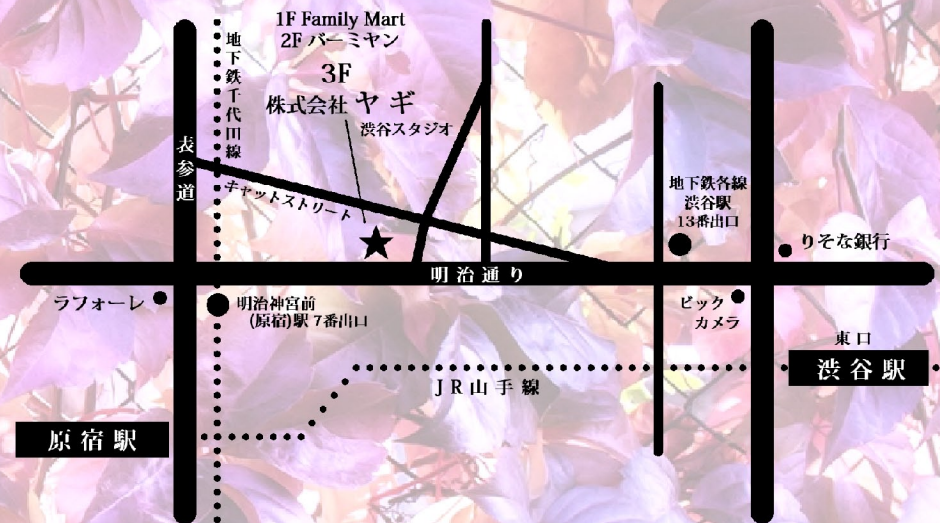 1F Family Mart
2F バーミヤン
3F
株式会社 ヤギ
渋谷スタジオ
地下鉄千代田線
表参道
キャットストリート
地下鉄各線
渋谷駅
13番出口
りそな銀行
明治通り
ラフォーレ
明治神宮前
(原宿)駅 7番出口
ビック
カメラ
東口
渋谷駅
JR山手線
原宿駅